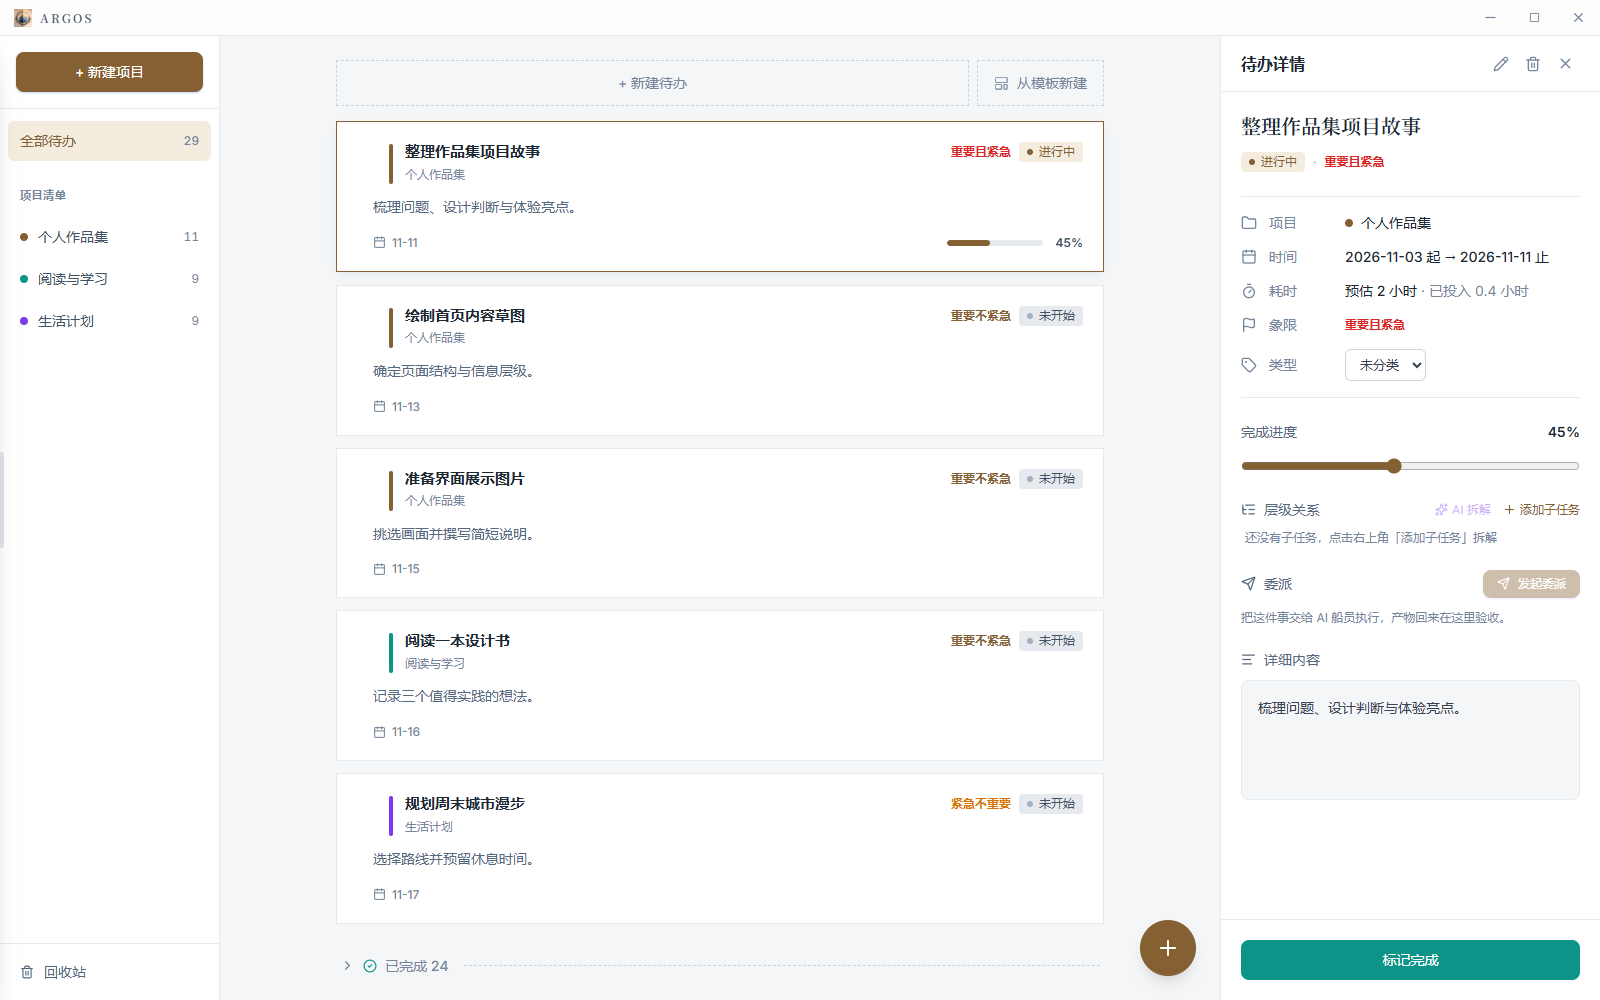 ARGOS
+ 新建项目
全部待办 29
项目清单
个人作品集 11
阅读与学习 9
生活计划 9
回收站
+ 新建待办
从模板新建
整理作品集项目故事 重要且紧急 进行中
个人作品集
梳理问题、设计判断与体验亮点。
11-11 45%
绘制首页内容草图 重要不紧急 未开始
个人作品集
确定页面结构与信息层级。
11-13
准备界面展示图片 重要不紧急 未开始
个人作品集
挑选画面并撰写简短说明。
11-15
阅读一本设计书 重要不紧急 未开始
阅读与学习
记录三个值得实践的想法。
11-16
规划周末城市漫步 紧急不重要 未开始
生活计划
选择路线并预留休息时间。
11-17
已完成 24
待办详情
整理作品集项目故事
进行中 · 重要且紧急
项目 个人作品集
时间 2026-11-03 起 → 2026-11-11 止
耗时 预估 2 小时 · 已投入 0.4 小时
象限 重要且紧急
类型 未分类
完成进度 45%
层级关系 AI 拆解 + 添加子任务
还没有子任务，点击右上角「添加子任务」拆解
委派 发起委派
把这件事交给 AI 船员执行，产物回来在这里验收。
详细内容
梳理问题、设计判断与体验亮点。
标记完成